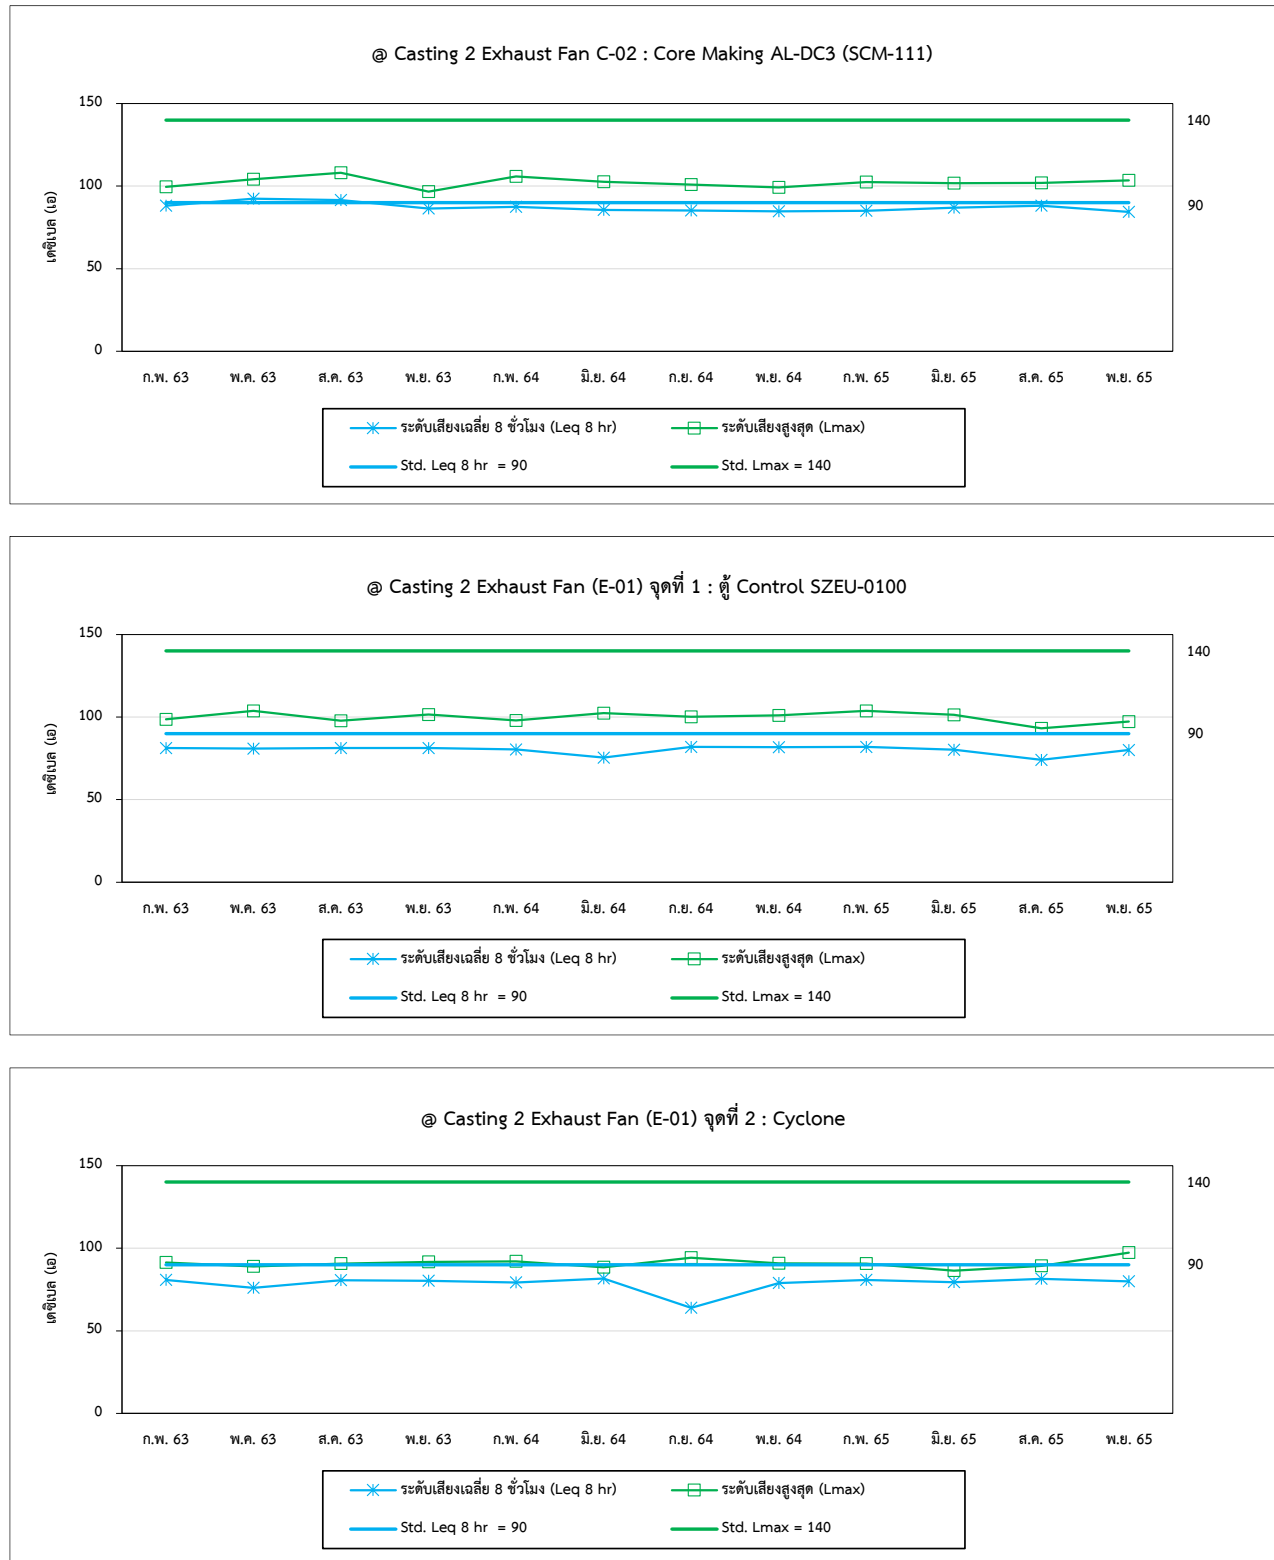 @ Casting 2 Exhaust Fan C-02 : Core Making AL-DC3 (SCM-111)
150
140
100
90
50
0
เดซิเบล (เอ)
ก.พ. 63 พ.ค. 63 ส.ค. 63 พ.ย. 63 ก.พ. 64 มิ.ย. 64 ก.ย. 64 พ.ย. 64 ก.พ. 65 มิ.ย. 65 ส.ค. 65 พ.ย. 65
ระดับเสียงเฉลี่ย 8 ชั่วโมง (Leq 8 hr) ระดับเสียงสูงสุด (Lmax)
Std. Leq 8 hr = 90 Std. Lmax = 140
@ Casting 2 Exhaust Fan (E-01) จุดที่ 1 : ตู้ Control SZEU-0100
150
140
100
90
50
0
เดซิเบล (เอ)
ก.พ. 63 พ.ค. 63 ส.ค. 63 พ.ย. 63 ก.พ. 64 มิ.ย. 64 ก.ย. 64 พ.ย. 64 ก.พ. 65 มิ.ย. 65 ส.ค. 65 พ.ย. 65
ระดับเสียงเฉลี่ย 8 ชั่วโมง (Leq 8 hr) ระดับเสียงสูงสุด (Lmax)
Std. Leq 8 hr = 90 Std. Lmax = 140
@ Casting 2 Exhaust Fan (E-01) จุดที่ 2 : Cyclone
150
140
100
90
50
0
เดซิเบล (เอ)
ก.พ. 63 พ.ค. 63 ส.ค. 63 พ.ย. 63 ก.พ. 64 มิ.ย. 64 ก.ย. 64 พ.ย. 64 ก.พ. 65 มิ.ย. 65 ส.ค. 65 พ.ย. 65
ระดับเสียงเฉลี่ย 8 ชั่วโมง (Leq 8 hr) ระดับเสียงสูงสุด (Lmax)
Std. Leq 8 hr = 90 Std. Lmax = 140